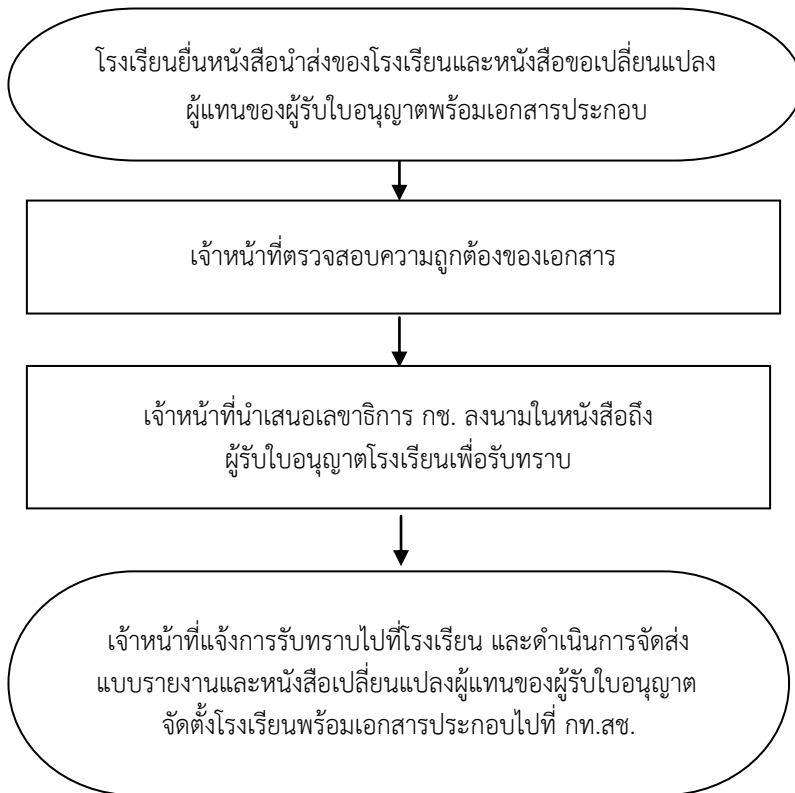 โรงเรียนยื่นหนังสือนำส่งของโรงเรียนและหนังสือขอเปลี่ยนแปลง
ผู้แทนของผู้รับใบอนุญาตพร้อมเอกสารประกอบ
เจ้าหน้าที่ตรวจสอบความถูกต้องของเอกสาร
เจ้าหน้าที่นำเสนอเลขาธิการ กช. ลงนามในหนังสือถึง
ผู้รับใบอนุญาตโรงเรียนเพื่อรับทราบ
เจ้าหน้าที่แจ้งการรับทราบไปที่โรงเรียน และดำเนินการจัดส่ง
แบบรายงานและหนังสือเปลี่ยนแปลงผู้แทนของผู้รับใบอนุญาต
จัดตั้งโรงเรียนพร้อมเอกสารประกอบไปที่ กท.สช.